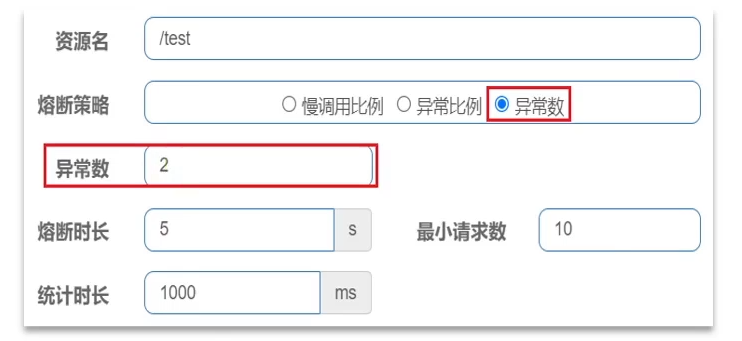 资源名 /test
熔断策略 慢调用比例 异常比例 异常数
异常数 2
熔断时长 5 s 最小请求数 10
统计时长 1000 ms